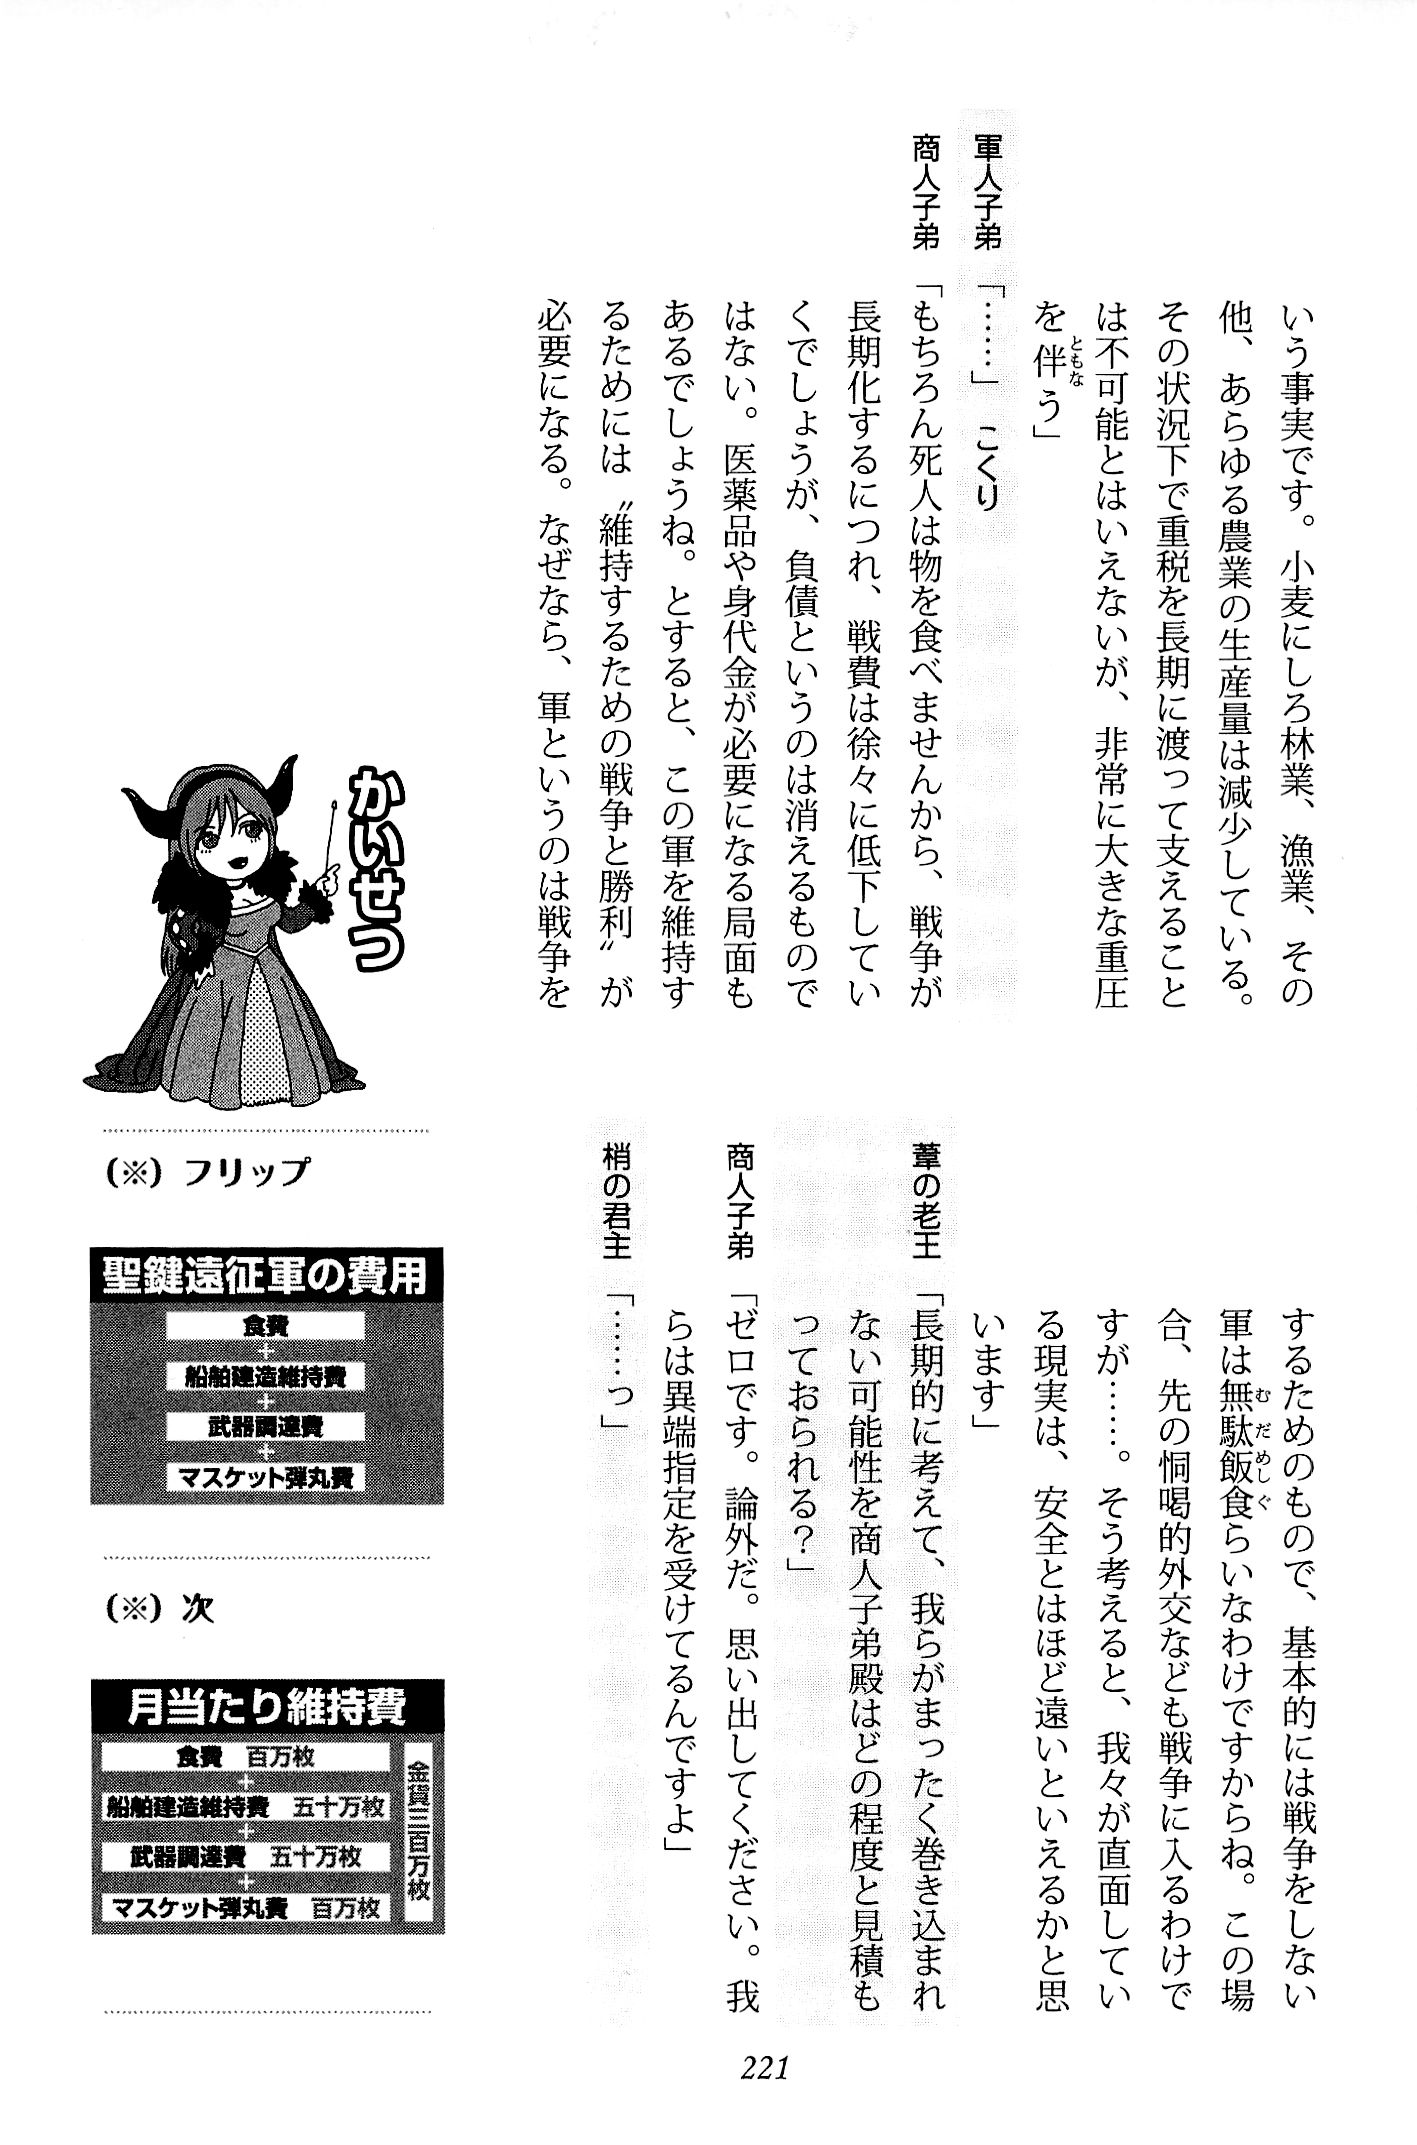 いう事実です。小麦にしろ林業、漁業、その
他、あらゆる農業の生産量は減少している。
その状況下で重税を長期に渡って支えること
は不可能とはいえないが、非常に大きな重圧
を伴う」
ともな
軍人子弟「……」 こくり
商人子弟「もちろん死人は物を食べませんから、戦争が
長期化するにつれ、戦費は徐々に低下してい
くでしょうが、負債というのは消えるもので
はない。医薬品や身代金が必要になる局面も
あるでしょうね。とすると、この軍を維持す
るためには〝維持するための戦争と勝利〟が
必要になる。なぜなら、軍というのは戦争を
するためのもので、基本的には戦争をしない
軍は無駄飯食らいなわけですからね。この場
むだめしぐ
合、先の恫喝的外交なども戦争に入るわけで
すが……。そう考えると、我々が直面してい
る現実は、安全とはほど遠いといえるかと思
います」
葦の老王「長期的に考えて、我らがまったく巻き込まれ
ない可能性を商人子弟殿はどの程度と見積も
っておられる?」
商人子弟「ゼロです。論外だ。思い出してください。我
らは異端指定を受けてるんですよ」
梢の君主「……っ」
かいせつ
(※) フリップ
聖鍵遠征軍の費用
食費
+
船舶建造維持費
+
武器調達費
+
マスケット弾丸費
(※) 次
月当たり維持費
食費 百万枚
+
船舶建造維持費 五十万枚
+
武器調達費 五十万枚
+
マスケット弾丸費 百万枚
金貨三百万枚
221